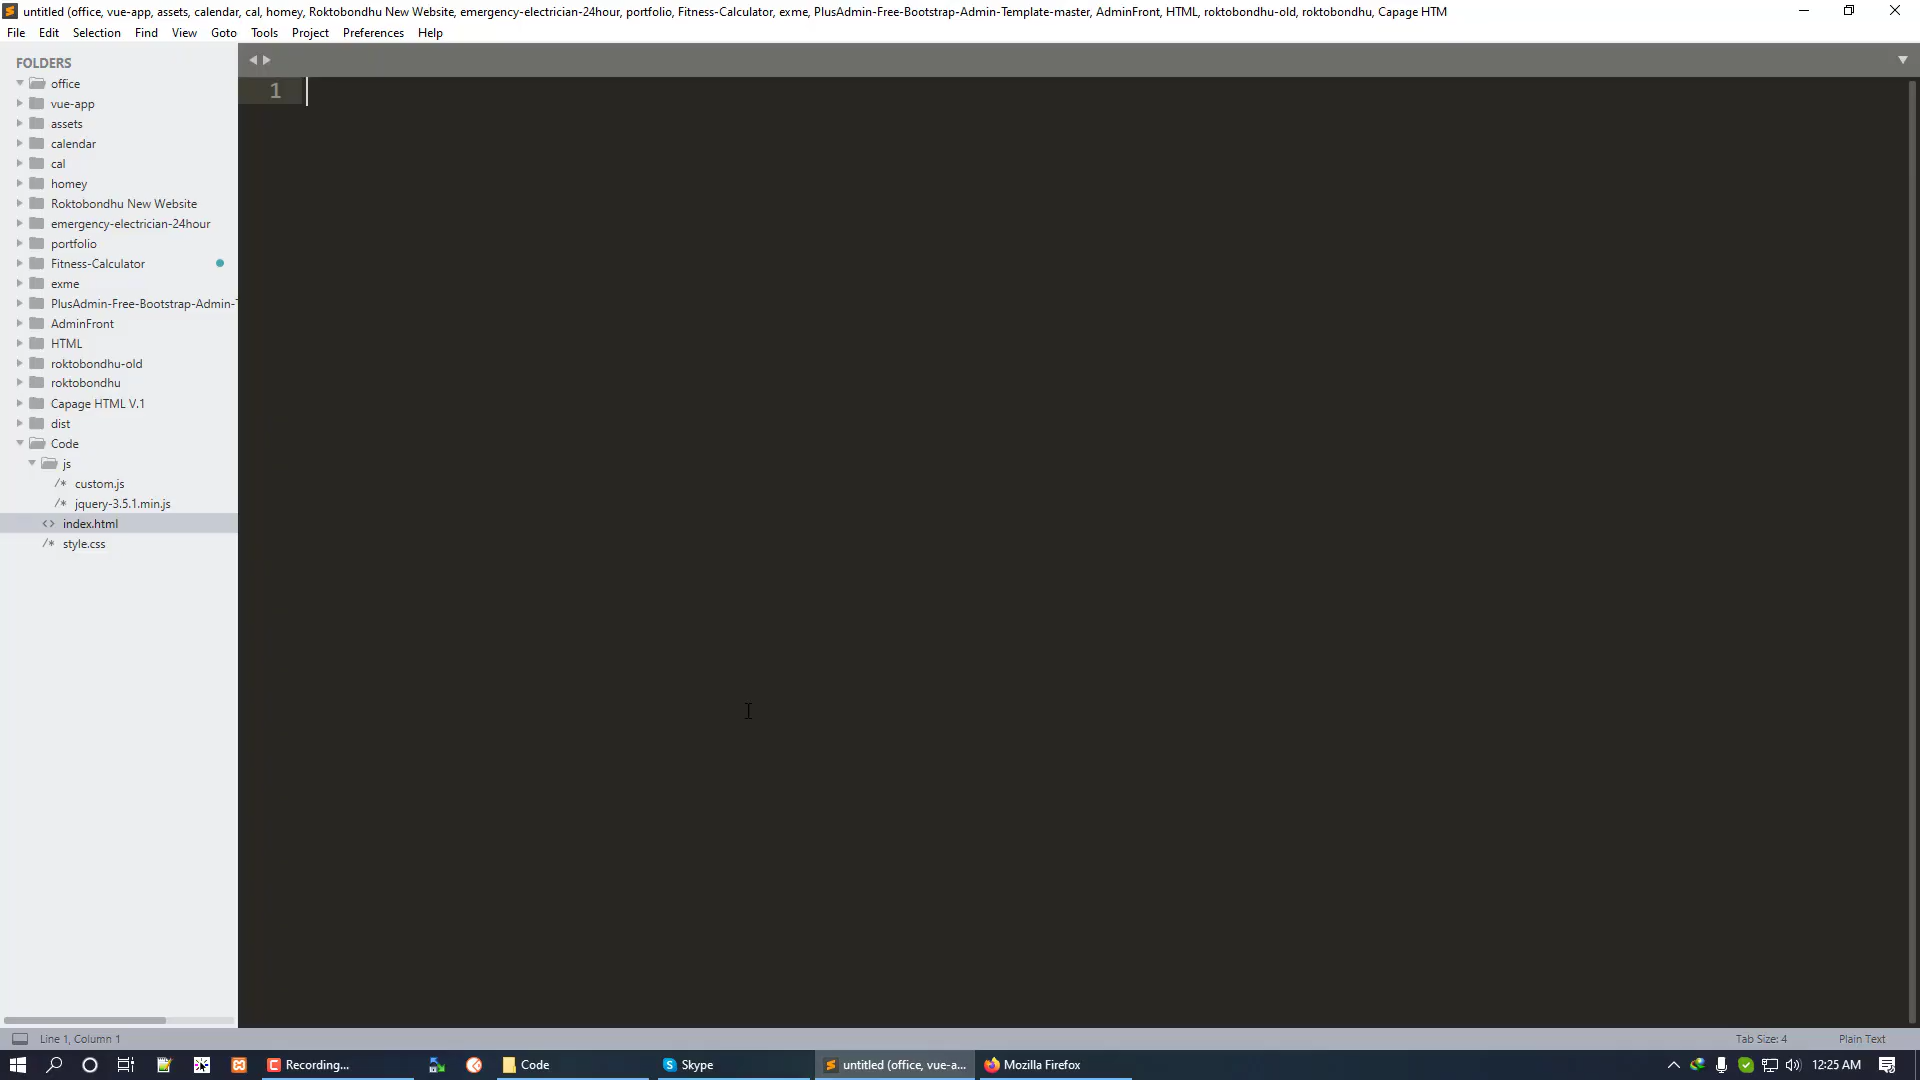 untitled (office, vue-app, assets, calendar, cal, homey, Roktobondhu New Website, emergency-electrician-24hour, portfolio, Fitness-Calculator, exme, PlusAdmin-Free-Bootstrap-Admin-Template-master, AdminFront, HTML, roktobondhu-old, roktobondhu, Capage HTM
File Edit Selection Find View Goto Tools Project Preferences Help
FOLDERS
office
1
vue-app
assets
calendar
cal
homey
Roktobondhu New Website
emergency-electrician-24hour
portfolio
Fitness-Calculator
exme
PlusAdmin-Free-Bootstrap-Admin-
AdminFront
HTML
roktobondhu-old
roktobondhu
Capage HTML V.1
dist
Code
js
/* custom.js
/* jquery-3.5.1.min.js
<> index.html
/* style.css
Line 1, Column 1 Tab Size: 4 Plain Text
Recording... Code Skype untitled (office, vue-a... Mozilla Firefox 12:25 AM